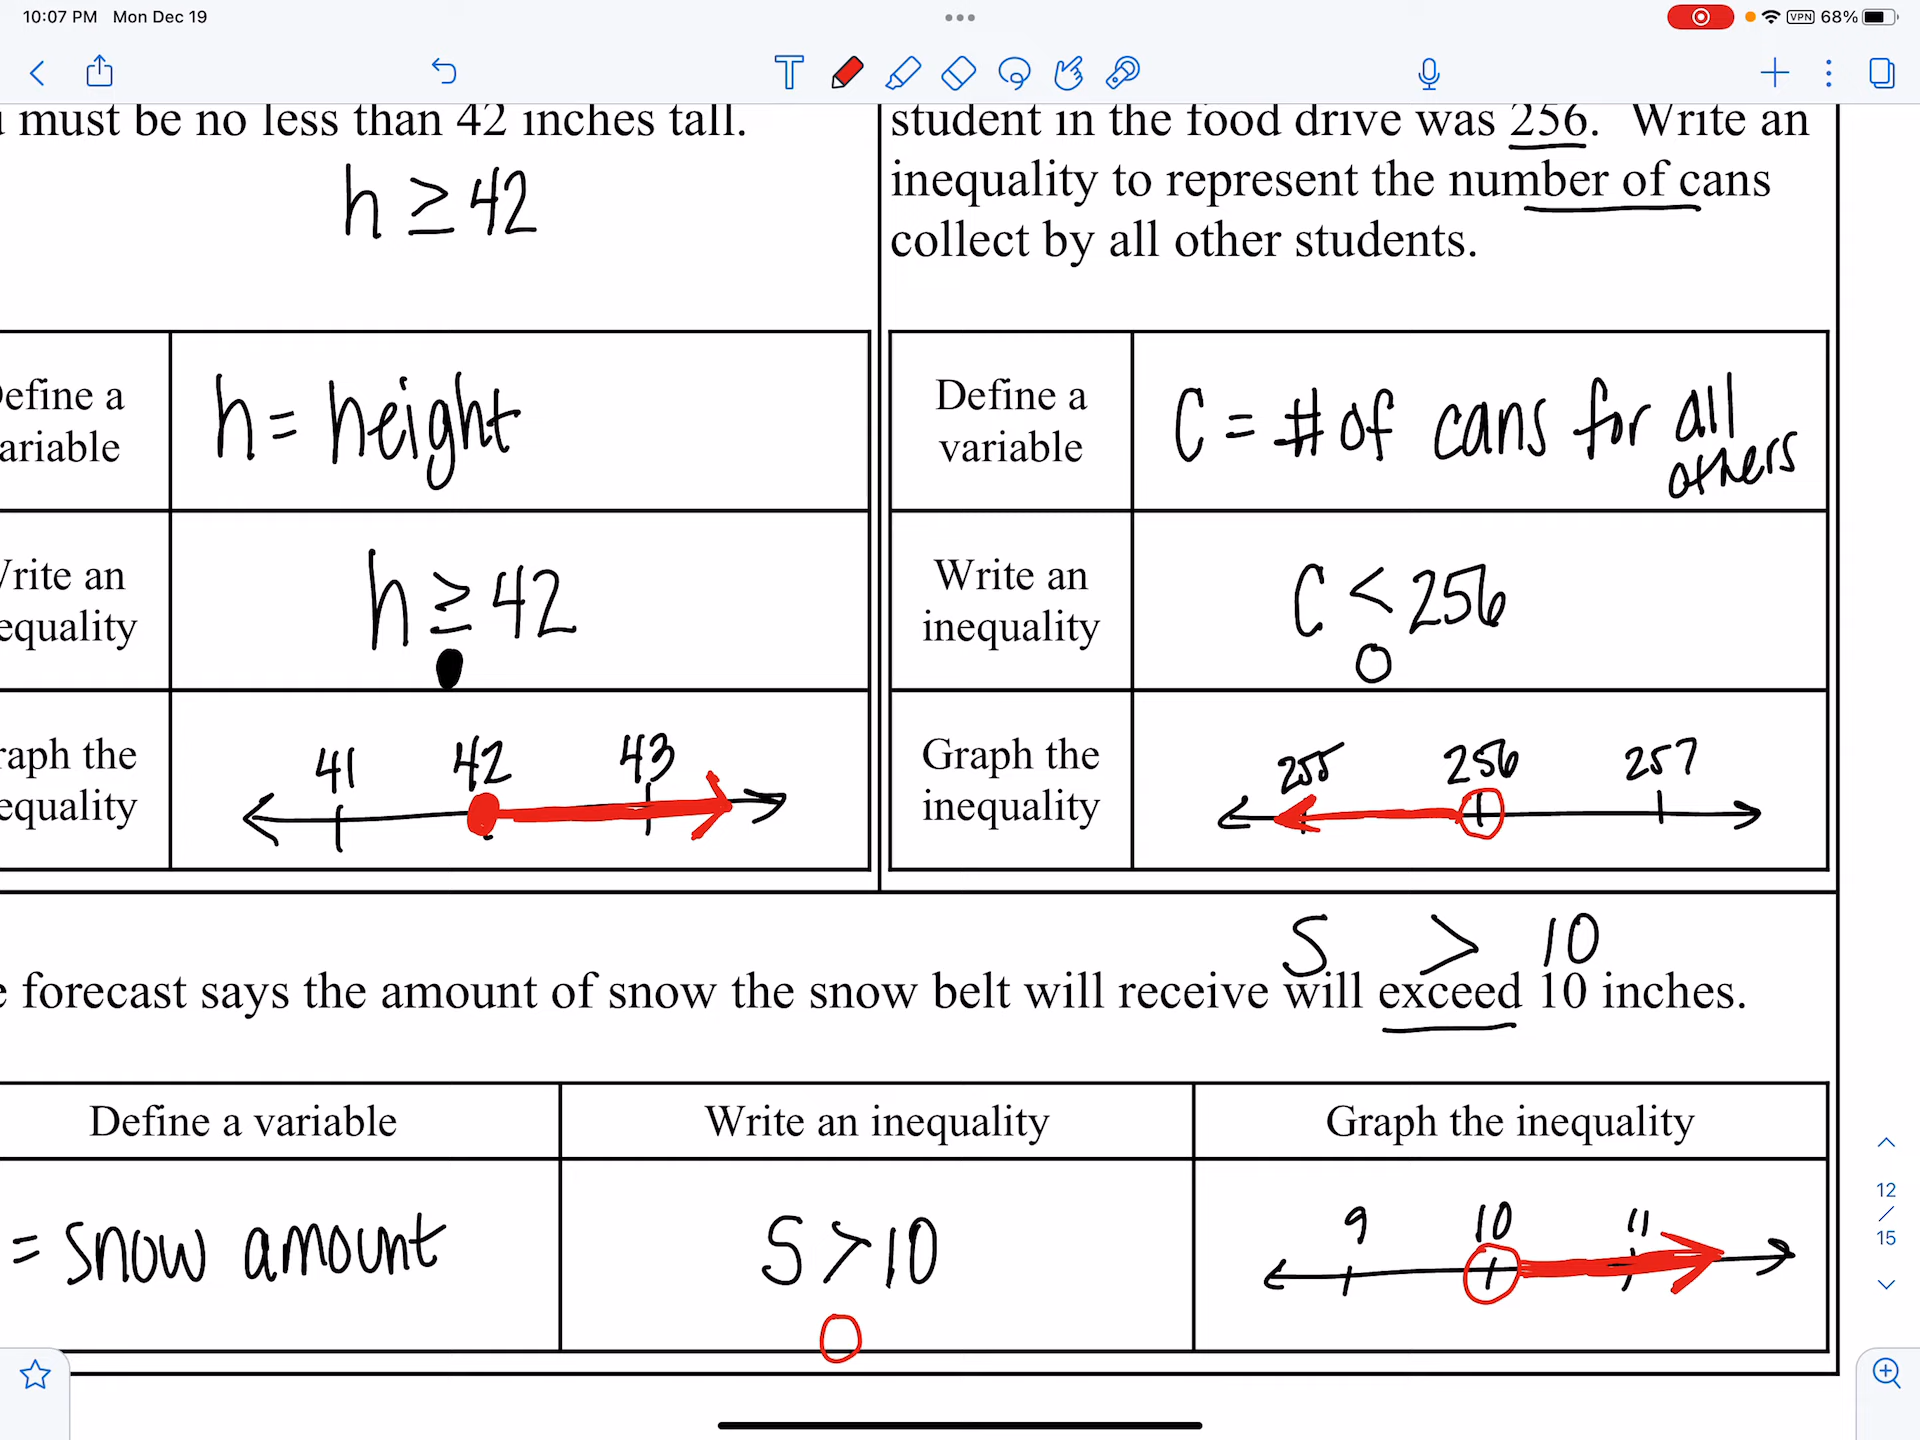 10:07 PM Mon Dec 19
VPN 68%
T
must be no less than 42 inches tall.
h ≥ 42
student in the food drive was 256. Write an
inequality to represent the number of cans
collect by all other students.
efine a
ariable
h = height
rite an
equality
h ≥ 42
raph the
equality
41 42 43
Define a
variable
C = # of cans for all
others
Write an
inequality
C < 256
Graph the
inequality
255 256 257
S > 10
forecast says the amount of snow the snow belt will receive will exceed 10 inches.
Define a variable
Write an inequality
Graph the inequality
= snow amount
S > 10
9 10 11
12
/
15